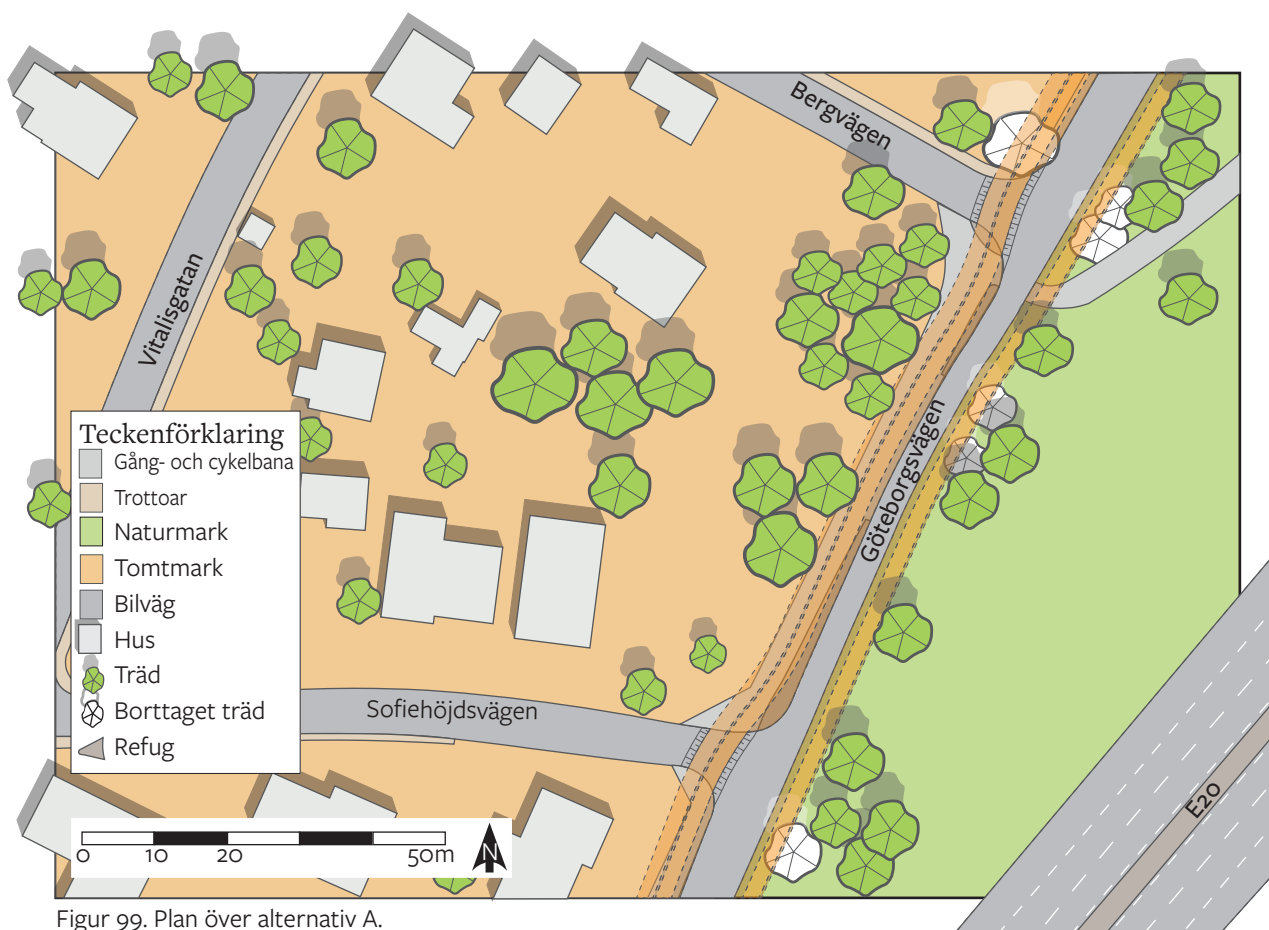 Bergvägen
Vitalisgatan
Göteborgsvägen
Teckenförklaring
Gång- och cykelbana
Trottoar
Naturmark
Tomtmark
Bilväg
Hus
Träd
Borttaget träd
Refug
Sofiehöjdsvägen
E20
0 10 20 50m
N
Figur 99. Plan över alternativ A.